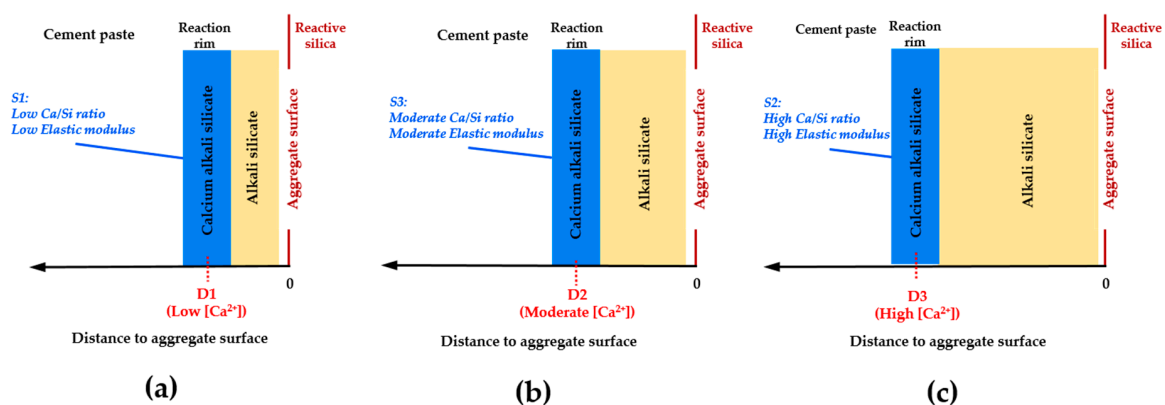 Cement paste
Reaction
rim
Reactive
silica
S1:
Low Ca/Si ratio
Low Elastic modulus
Calcium alkali silicate
Alkali silicate
Aggregate surface
0
D1
(Low [Ca²⁺])
Distance to aggregate surface
(a)
Cement paste
Reaction
rim
Reactive
silica
S3:
Moderate Ca/Si ratio
Moderate Elastic modulus
Calcium alkali silicate
Alkali silicate
Aggregate surface
0
D2
(Moderate [Ca²⁺])
Distance to aggregate surface
(b)
Cement paste
Reaction
rim
Reactive
silica
S2:
High Ca/Si ratio
High Elastic modulus
Calcium alkali silicate
Alkali silicate
Aggregate surface
0
D3
(High [Ca²⁺])
Distance to aggregate surface
(c)